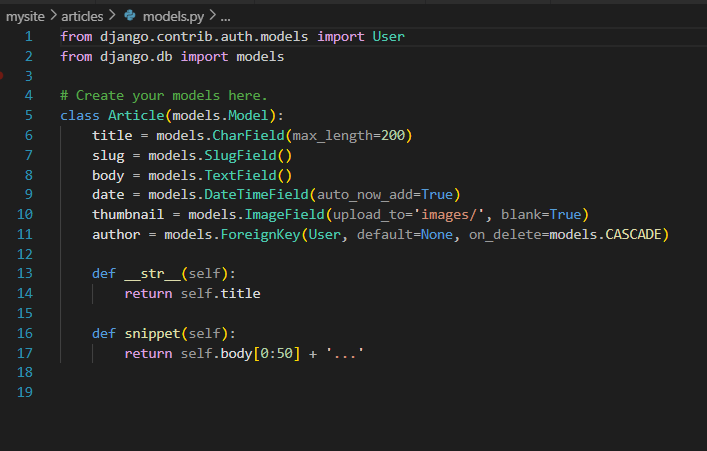 mysite > articles > models.py > ...
1 from django.contrib.auth.models import User
2 from django.db import models
3
4 # Create your models here.
5 class Article(models.Model):
6     title = models.CharField(max_length=200)
7     slug = models.SlugField()
8     body = models.TextField()
9     date = models.DateTimeField(auto_now_add=True)
10     thumbnail = models.ImageField(upload_to='images/', blank=True)
11     author = models.ForeignKey(User, default=None, on_delete=models.CASCADE)
12
13     def __str__(self):
14         return self.title
15
16     def snippet(self):
17         return self.body[0:50] + '...'
18
19